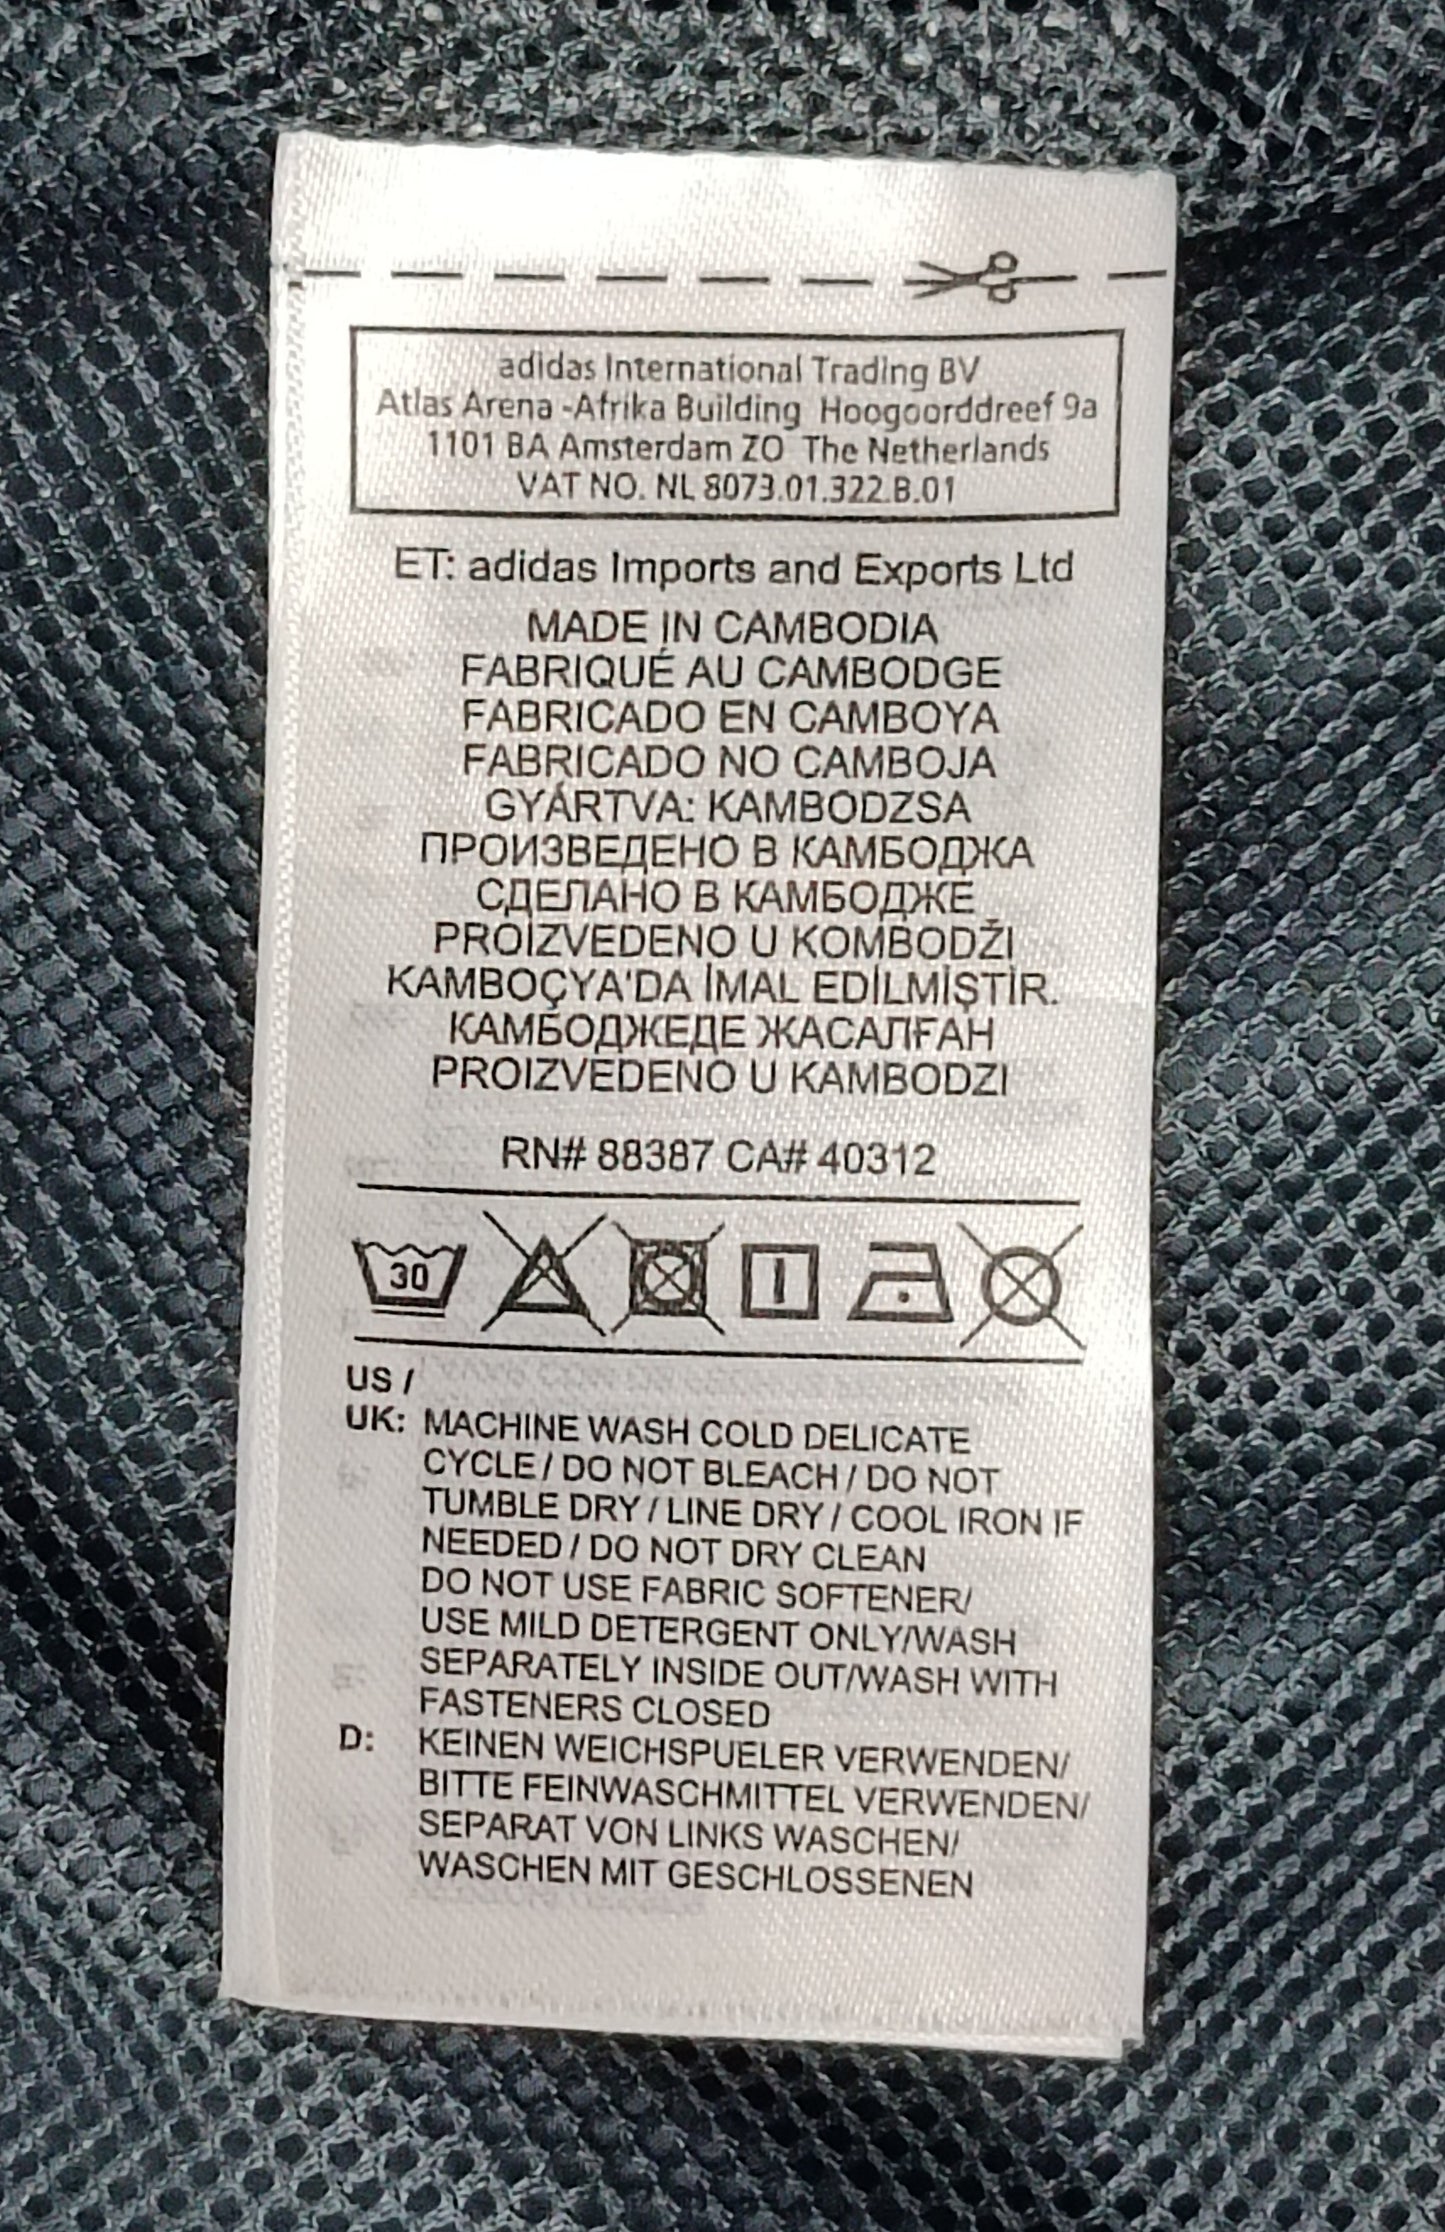 adidas International Trading BV
Atlas Arena -Afrika Building Hoogoorddreef 9a
1101 BA Amsterdam ZO The Netherlands
VAT NO. NL 8073.01.322.B.01
ET: adidas Imports and Exports Ltd
MADE IN CAMBODIA
FABRIQUÉ AU CAMBODGE
FABRICADO EN CAMBOYA
FABRICADO NO CAMBOJA
GYÁRTVA: KAMBODZSA
ПРОИЗВЕДЕНО В КАМБОДЖА
СДЕЛАНО В КАМБОДЖЕ
PROIZVEDENO U KOMBODŽI
KAMBOÇYA'DA İMAL EDİLMİŞTİR.
КАМБОДЖЕДЕ ЖАСАЛҒАН
PROIZVEDENO U KAMBODZI
RN# 88387 CA# 40312
30
US /
UK: MACHINE WASH COLD DELICATE
CYCLE / DO NOT BLEACH / DO NOT
TUMBLE DRY / LINE DRY / COOL IRON IF
NEEDED / DO NOT DRY CLEAN
DO NOT USE FABRIC SOFTENER/
USE MILD DETERGENT ONLY/WASH
SEPARATELY INSIDE OUT/WASH WITH
FASTENERS CLOSED
D: KEINEN WEICHSPUELER VERWENDEN/
BITTE FEINWASCHMITTEL VERWENDEN/
SEPARAT VON LINKS WASCHEN/
WASCHEN MIT GESCHLOSSENEN